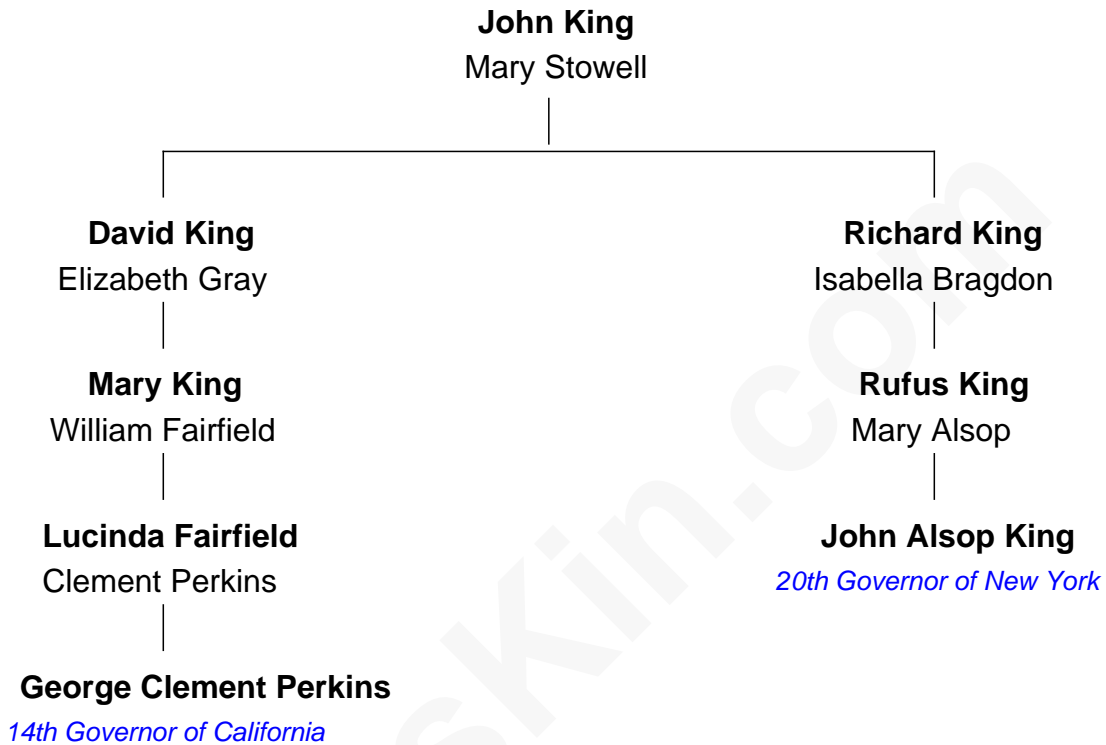 John King
Mary Stowell
David King
Elizabeth Gray
Richard King
Isabella Bragdon
Mary King
William Fairfield
Rufus King
Mary Alsop
Lucinda Fairfield
Clement Perkins
John Alsop King
20th Governor of New York
George Clement Perkins
14th Governor of California
sKin.com